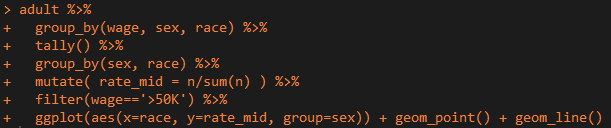 > adult %>%
+   group_by(wage, sex, race) %>%
+   tally() %>%
+   group_by(sex, race) %>%
+   mutate( rate_mid = n/sum(n) ) %>%
+   filter(wage=='>50K') %>%
+   ggplot(aes(x=race, y=rate_mid, group=sex)) + geom_point() + geom_line()